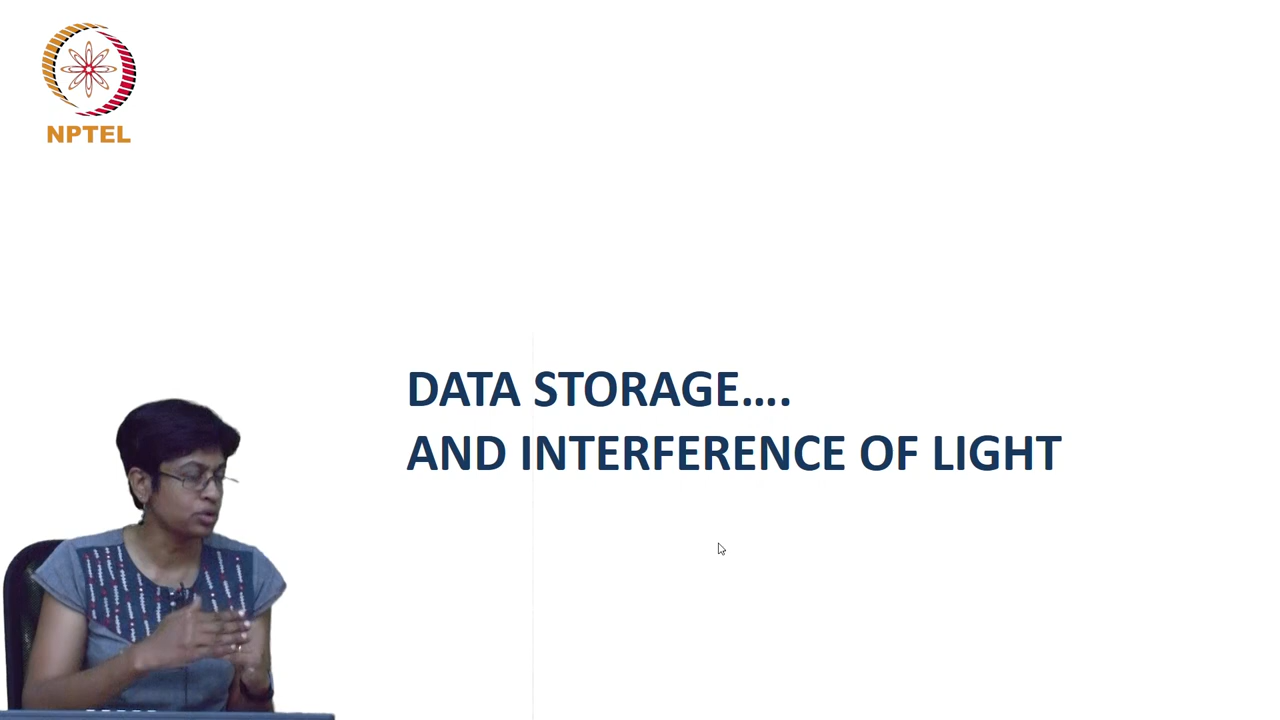 NPTEL
DATA STORAGE....
AND INTERFERENCE OF LIGHT